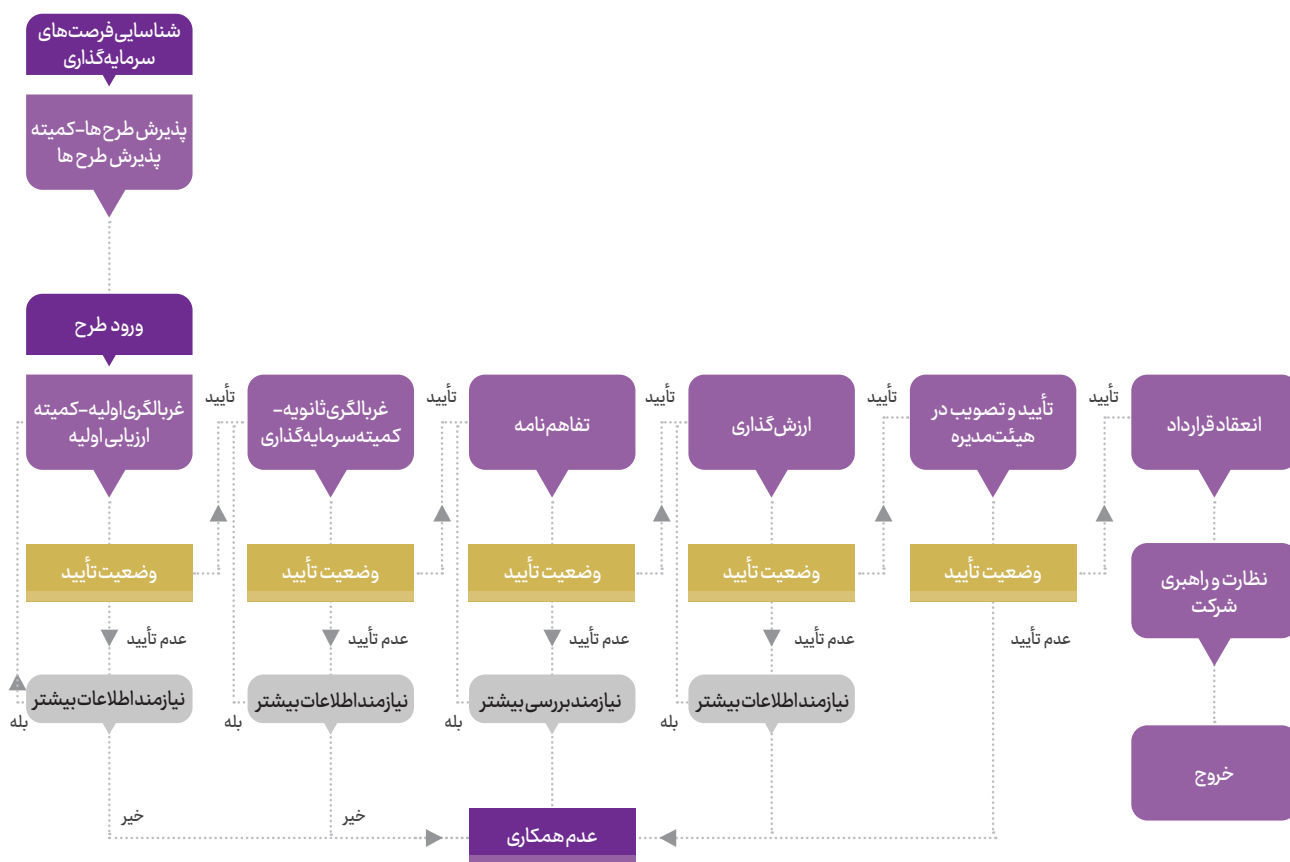 شناسایی فرصت‌های
سرمایه‌گذاری
پذیرش طرح‌ها-کمیته
پذیرش طرح ها
ورود طرح
غربالگری اولیه-کمیته
ارزیابی اولیه
تأیید
غربالگری ثانویه-
کمیته سرمایه‌گذاری
تأیید
تفاهم‌نامه
تأیید
ارزش‌گذاری
تأیید
تأیید و تصویب در
هیئت‌مدیره
تأیید
انعقاد قرارداد
وضعیت تأیید
وضعیت تأیید
وضعیت تأیید
وضعیت تأیید
وضعیت تأیید
نظارت و راهبری
شرکت
عدم تأیید
عدم تأیید
عدم تأیید
عدم تأیید
عدم تأیید
نیازمند اطلاعات بیشتر
نیازمند اطلاعات بیشتر
نیازمند بررسی بیشتر
نیازمند اطلاعات بیشتر
بله
بله
بله
بله
خروج
خیر
خیر
عدم همکاری